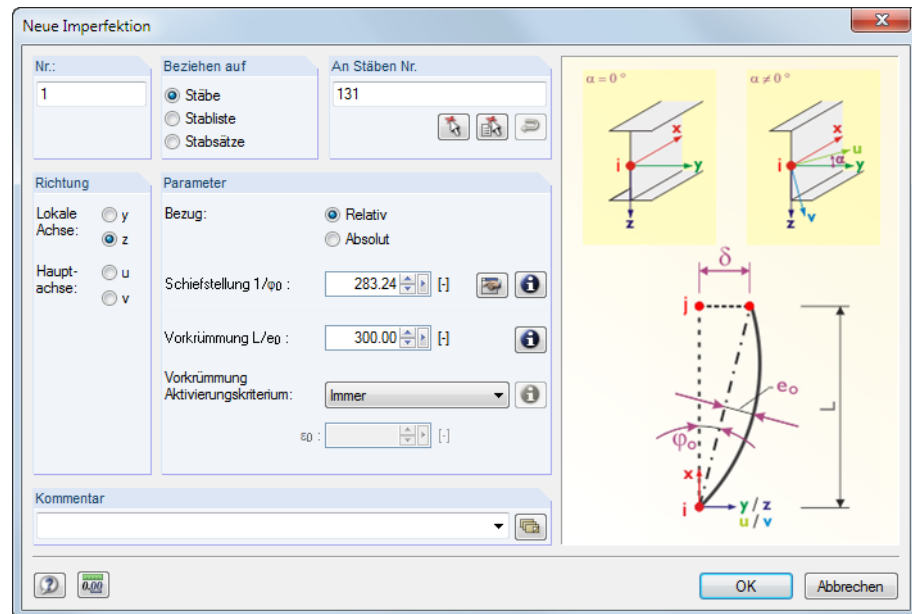 Neue Imperfektion
Nr.:
1
Beziehen auf
Stäbe
Stabliste
Stabsätze
An Stäben Nr.
131
Richtung
Lokale Achse:
y
z
Haupt-
achse:
u
v
Parameter
Bezug:
Relativ
Absolut
Schiefstellung 1/φ0 :
283.24
[-]
Vorkrümmung L/e0 :
300.00
[-]
Vorkrümmung
Aktivierungskriterium:
Immer
ε0 :
[-]
Kommentar
α = 0 °
x
i
y
z
α ≠ 0 °
x
u
i
α
y
z
v
δ
j
e0
L
φ0
x
i
y / z
u / v
0.00
OK
Abbrechen